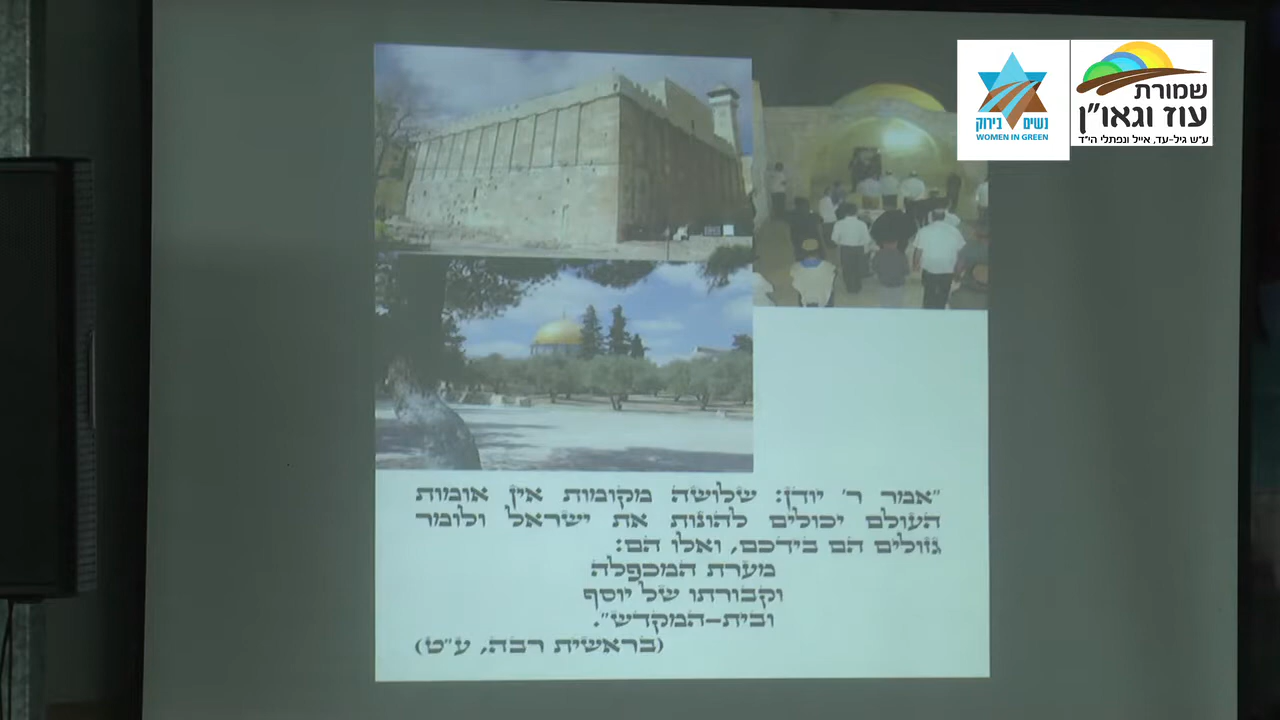 נשים בירוק
WOMEN IN GREEN
שמורת
עוז וגאו"ן
ע"ש גיל-עד, אייל ונפתלי הי"ד
"אמר ר' יודן: שלושה מקומות אין אומות
העולם יכולים להונות את ישראל ולומר
גזולים הם בידכם, ואלו הם:
מערת המכפלה
וקבורתו של יוסף
ובית-המקדש".
(בראשית רבה, ע"ט)